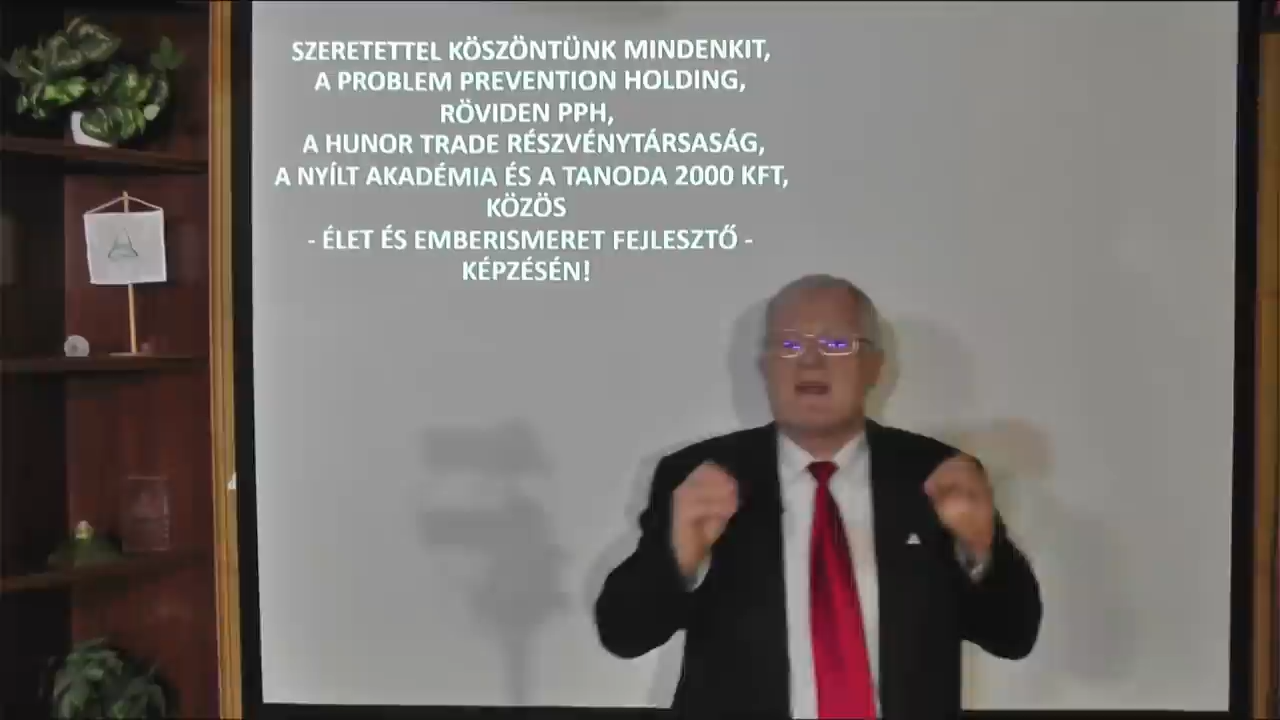 SZERETETTEL KÖSZÖNTÜNK MINDENKIT,
A PROBLEM PREVENTION HOLDING,
RÖVIDEN PPH,
A HUNOR TRADE RÉSZVÉNYTÁRSASÁG,
A NYÍLT AKADÉMIA ÉS A TANODA 2000 KFT,
KÖZÖS
- ÉLET ÉS EMBERISMERET FEJLESZTŐ -
KÉPZÉSÉN!